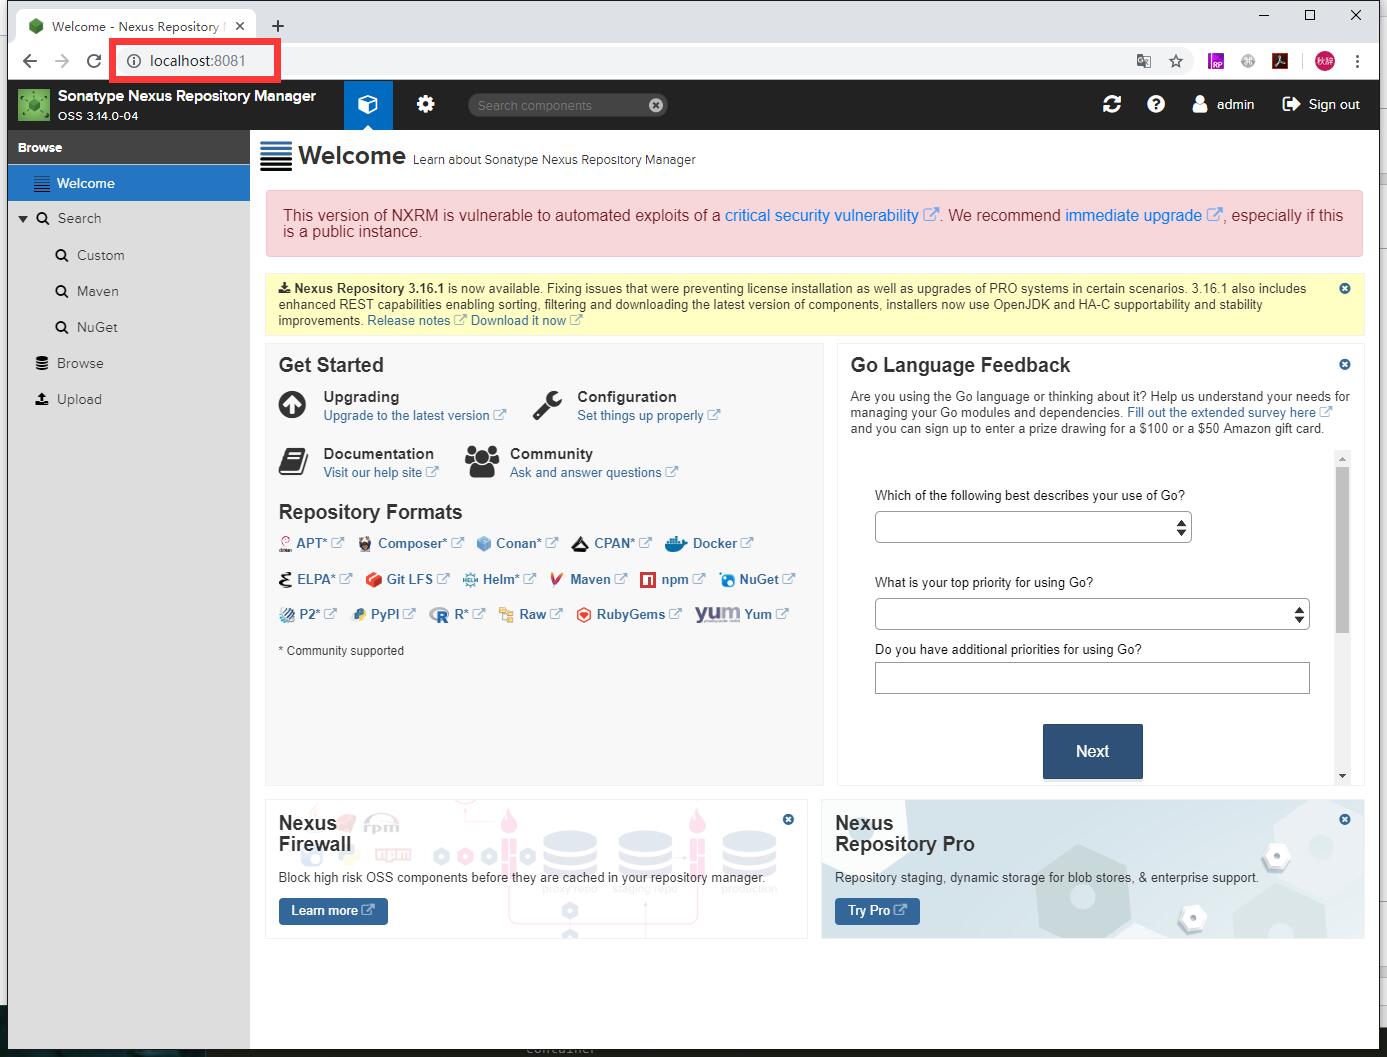 Welcome - Nexus Repository
localhost:8081
秋辞
Sonatype Nexus Repository Manager
OSS 3.14.0-04
Search components
admin
Sign out
Browse
Welcome
Search
Custom
Maven
NuGet
Browse
Upload
Welcome Learn about Sonatype Nexus Repository Manager
This version of NXRM is vulnerable to automated exploits of a critical security vulnerability. We recommend immediate upgrade, especially if this
is a public instance.
Nexus Repository 3.16.1 is now available. Fixing issues that were preventing license installation as well as upgrades of PRO systems in certain scenarios. 3.16.1 also includes
enhanced REST capabilities enabling sorting, filtering and downloading the latest version of components, installers now use OpenJDK and HA-C supportability and stability
improvements. Release notes Download it now
Get Started
Upgrading
Upgrade to the latest version
Configuration
Set things up properly
Documentation
Visit our help site
Community
Ask and answer questions
Repository Formats
APT* Composer* Conan* CPAN* Docker
ELPA* Git LFS Helm* Maven npm NuGet
P2* PyPI R* Raw RubyGems yum Yum
* Community supported
Go Language Feedback
Are you using the Go language or thinking about it? Help us understand your needs for
managing your Go modules and dependencies. Fill out the extended survey here
and you can sign up to enter a prize drawing for a $100 or a $50 Amazon gift card.
Which of the following best describes your use of Go?
What is your top priority for using Go?
Do you have additional priorities for using Go?
Next
Nexus
Firewall
rpm
npm
Block high risk OSS components before they are cached in your repository manager.
proxy repo staging repo production
Learn more
Nexus
Repository Pro
Repository staging, dynamic storage for blob stores, & enterprise support.
Try Pro
container